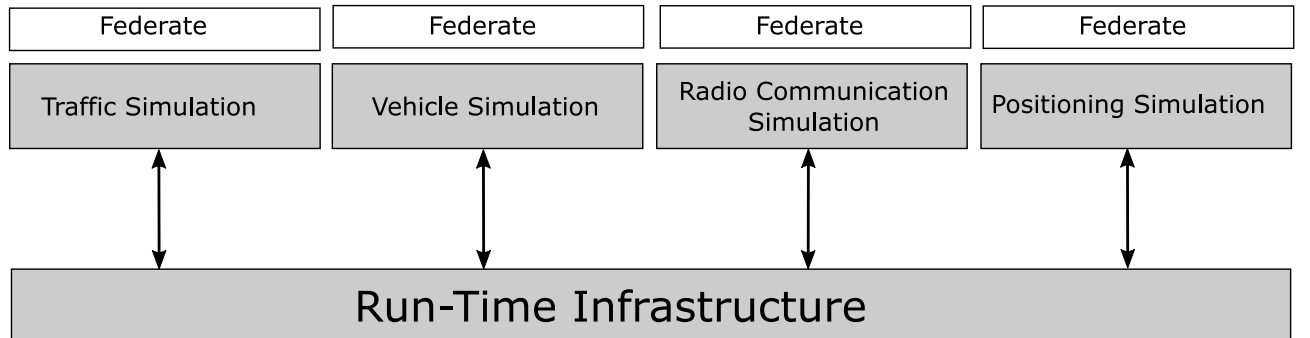 Federate
Federate
Federate
Federate
Traffic Simulation
Vehicle Simulation
Radio Communication
Simulation
Positioning Simulation
Run-Time Infrastructure